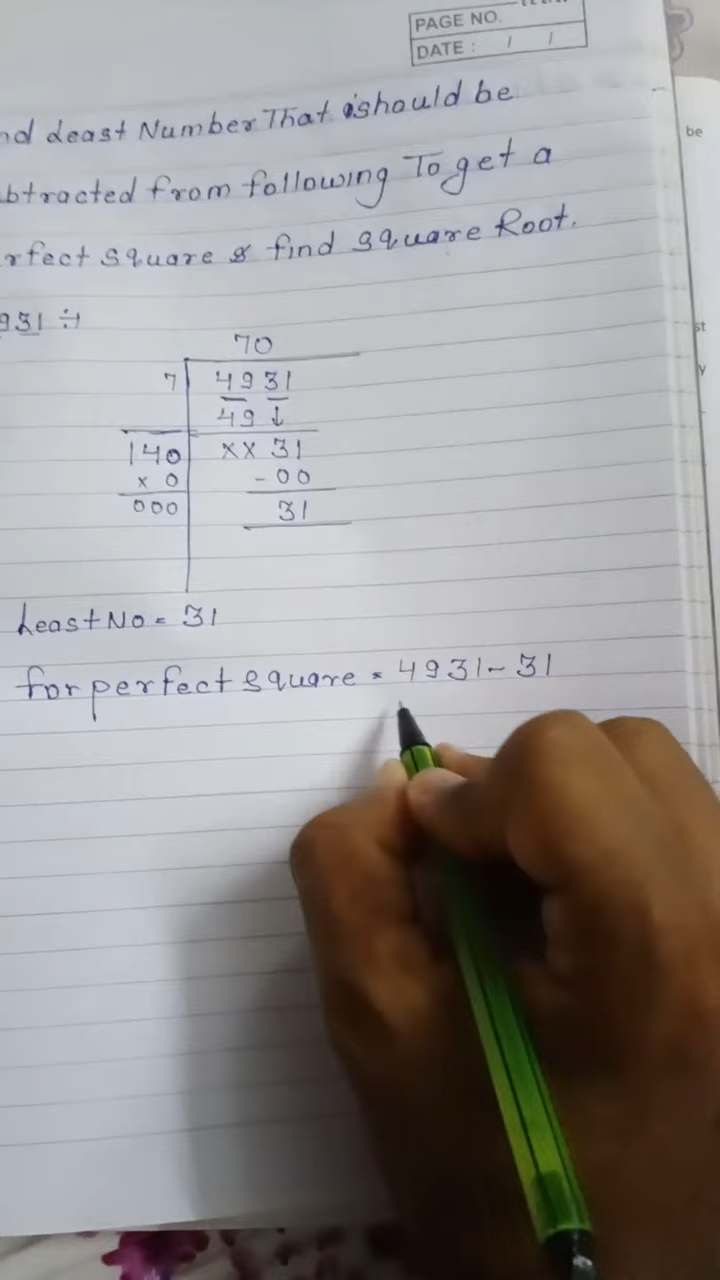 PAGE NO.
DATE : / /
nd Least Number That should be
btracted from following To get a
rfect square & find square Root.
931 ÷
70
7 4931
49 ↓
140 xx 31
x 0 - 00
000 31
Least No = 31
for perfect square = 4931 - 31
be
st
y